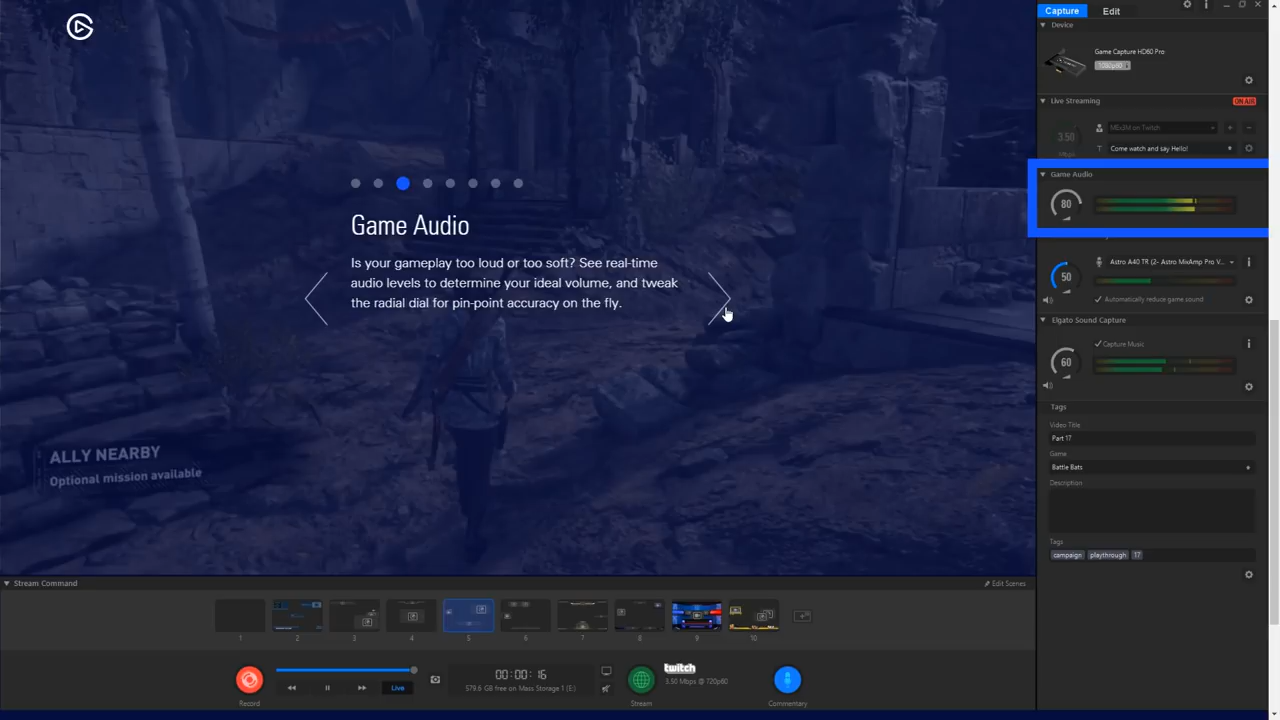 Capture
Edit
Device
Game Capture HD60 Pro
1080p60
Live Streaming
ON AIR
3.50
Mbps
MEx3M on Twitch
Come watch and say Hello!
Game Audio
80
Game Audio
Is your gameplay too loud or too soft? See real-time
audio levels to determine your ideal volume, and tweak
the radial dial for pin-point accuracy on the fly.
50
Astro A40 TR (2- Astro MixAmp Pro V...
Automatically reduce game sound
Elgato Sound Capture
60
Capture Music
Tags
Video Title
Part 17
Game
Battle Bats
Description
Tags
campaign playthrough 17
ALLY NEARBY
Optional mission available
Stream Command
Edit Scenes
1 2 3 4 5 6 7 8 9 10
Record
Live
00:00:16
579.6 GB free on Mass Storage 1 (E:)
Stream
twitch
3.50 Mbps @ 720p60
Commentary